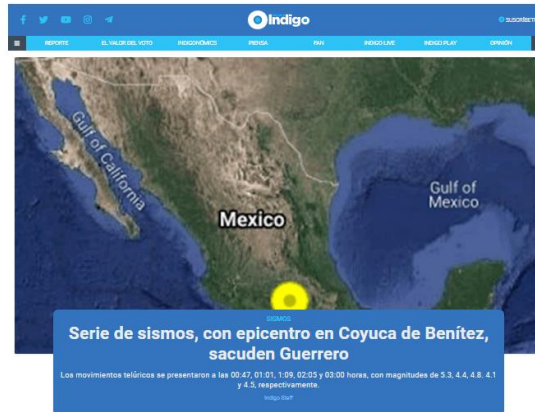 Indigo
SUSCRÍBETE
REPORTE EL VALOR DEL VOTO INDIGONOMICS PIENSA FAN INDIGO LIVE INDIGO PLAY OPINIÓN
Gulf of California
Gulf of
Mexico
Mexico
SISMOS
Serie de sismos, con epicentro en Coyuca de Benítez,
sacuden Guerrero
Los movimientos telúricos se presentaron a las 00:47, 01:01, 1:09, 02:05 y 03:00 horas, con magnitudes de 5.3, 4.4, 4.8. 4.1
y 4.5, respectivamente.
Indigo Staff